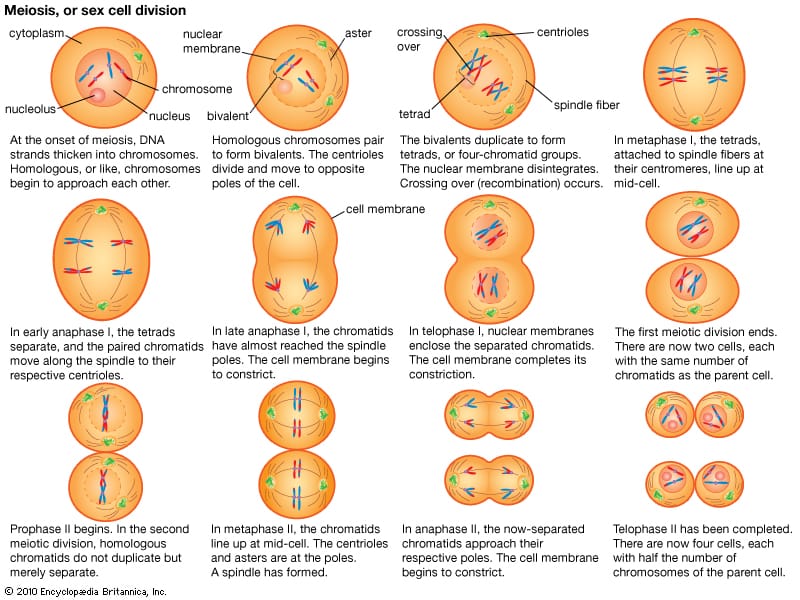 Meiosis, or sex cell division
cytoplasm
nucleolus
chromosome
nucleus
nuclear
membrane
aster
bivalent
crossing
over
centrioles
spindle fiber
tetrad
At the onset of meiosis, DNA
strands thicken into chromosomes.
Homologous, or like, chromosomes
begin to approach each other.
Homologous chromosomes pair
to form bivalents. The centrioles
divide and move to opposite
poles of the cell.
The bivalents duplicate to form
tetrads, or four-chromatid groups.
The nuclear membrane disintegrates.
Crossing over (recombination) occurs.
In metaphase I, the tetrads,
attached to spindle fibers at
their centromeres, line up at
mid-cell.
cell membrane
In early anaphase I, the tetrads
separate, and the paired chromatids
move along the spindle to their
respective centrioles.
In late anaphase I, the chromatids
have almost reached the spindle
poles. The cell membrane begins
to constrict.
In telophase I, nuclear membranes
enclose the separated chromatids.
The cell membrane completes its
constriction.
The first meiotic division ends.
There are now two cells, each
with the same number of
chromatids as the parent cell.
Prophase II begins. In the second
meiotic division, homologous
chromatids do not duplicate but
merely separate.
In metaphase II, the chromatids
line up at mid-cell. The centrioles
and asters are at the poles.
A spindle has formed.
In anaphase II, the now-separated
chromatids approach their
respective poles. The cell membrane
begins to constrict.
Telophase II has been completed.
There are now four cells, each
with half the number of
chromosomes of the parent cell.
© 2010 Encyclopædia Britannica, Inc.